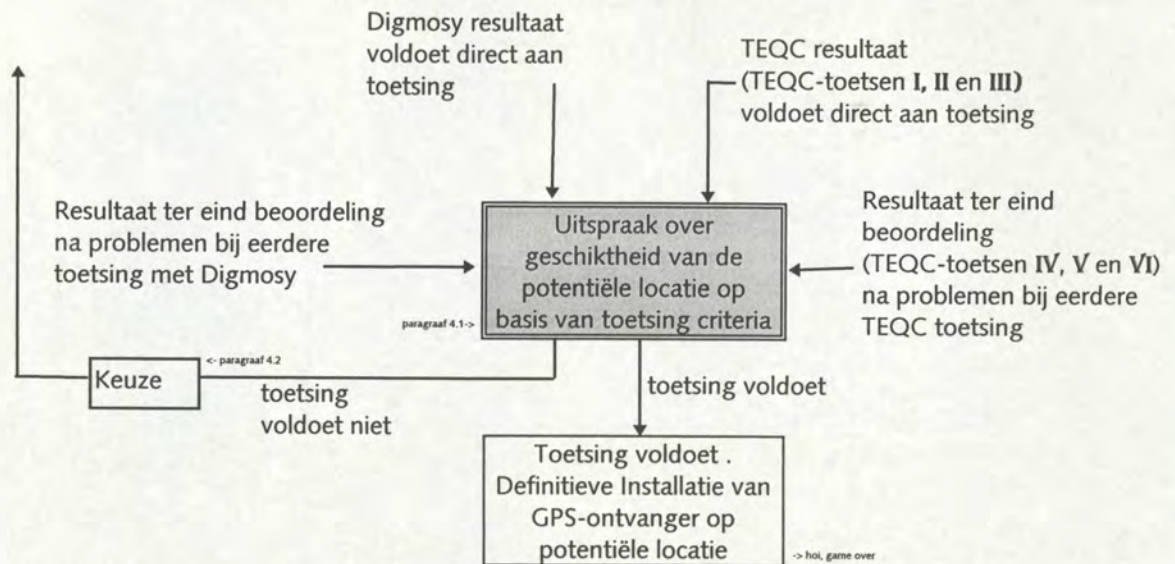 Digmosy resultaat
voldoet direct aan
toetsing
TEQC resultaat
(TEQC-toetsen I, II en III)
voldoet direct aan toetsing
Resultaat ter eind beoordeling
na problemen bij eerdere
toetsing met Digmosy
Uitspraak over
geschiktheid van de
potentiële locatie op
basis van toetsing criteria
Resultaat ter eind
beoordeling
(TEQC-toetsen IV, V en VI)
na problemen bij eerdere
TEQC toetsing
paragraaf 4.1->
<- paragraaf 4.2
Keuze
toetsing
voldoet niet
toetsing voldoet
Toetsing voldoet .
Definitieve Installatie van
GPS-ontvanger op
potentiële locatie
-> hoi, game over